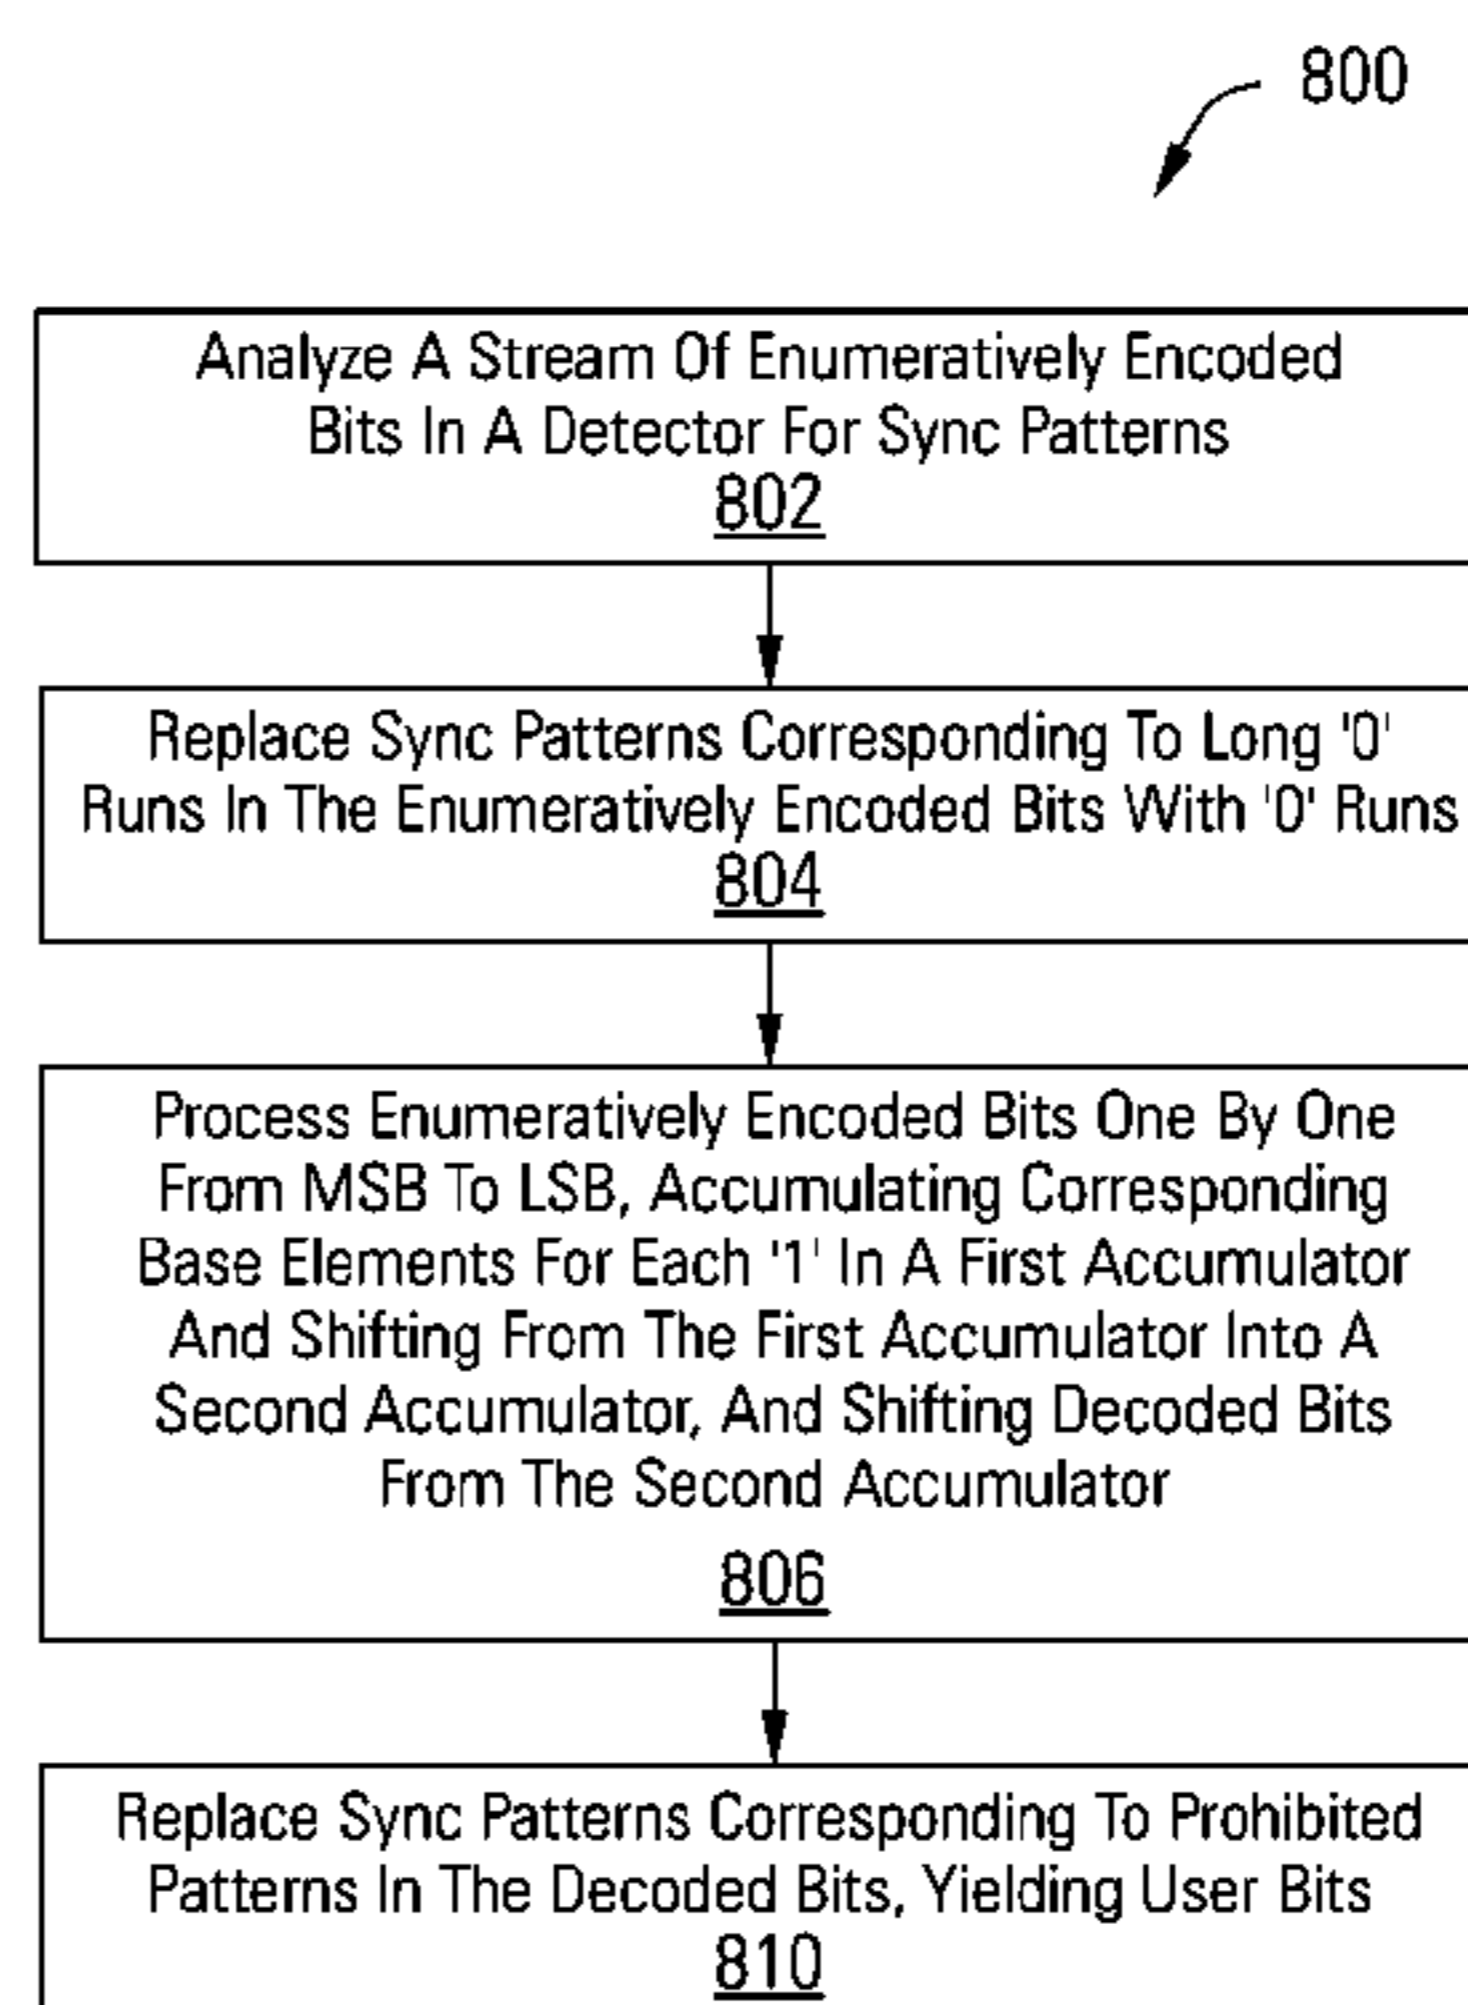 800
Analyze A Stream Of Enumeratively Encoded
Bits In A Detector For Sync Patterns
802
Replace Sync Patterns Corresponding To Long '0'
Runs In The Enumeratively Encoded Bits With '0' Runs
804
Process Enumeratively Encoded Bits One By One
From MSB To LSB, Accumulating Corresponding
Base Elements For Each '1' In A First Accumulator
And Shifting From The First Accumulator Into A
Second Accumulator, And Shifting Decoded Bits
From The Second Accumulator
806
Replace Sync Patterns Corresponding To Prohibited
Patterns In The Decoded Bits, Yielding User Bits
810